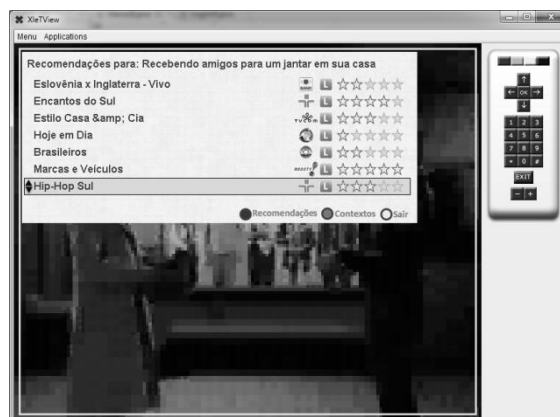 XleTView
Menu Applications
Recomendações para: Recebendo amigos para um jantar em sua casa
Eslovênia x Inglaterra - Vivo L
Encantos do Sul L
Estilo Casa &amp; Cia L
Hoje em Dia L
Brasileiros L
Marcas e Veículos L
Hip-Hop Sul L
Recomendações Contextos Sair
OK
1 2 3
4 5 6
7 8 9
* 0 #
EXIT
- +